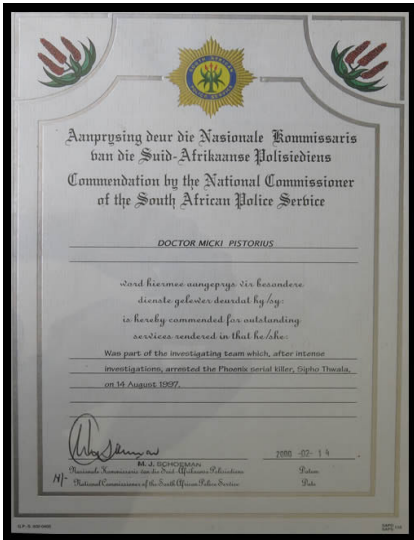 Aanprysing deur die Nasionale Kommissaris
van die Suid-Afrikaanse Polisiediens
Commendation by the National Commissioner
of the South African Police Service
DOCTOR MICKI PISTORIUS
word hiermee aangeprys vir besondere
dienste gelewer deurdat hy/sy:
is hereby commended for outstanding
services rendered in that he/she:
Wan part of the investigating team which, after intense
investigations, arrested the Phoenix serial killer, Sipho Thwala,
on 14 August 1997.
2000 -02- 14
M. J. SCHOEMAN
Nasionale Kommissaris van die Suid-Afrikaanse Polisiediens
Datum
National Commissioner of the South African Police Service
Date